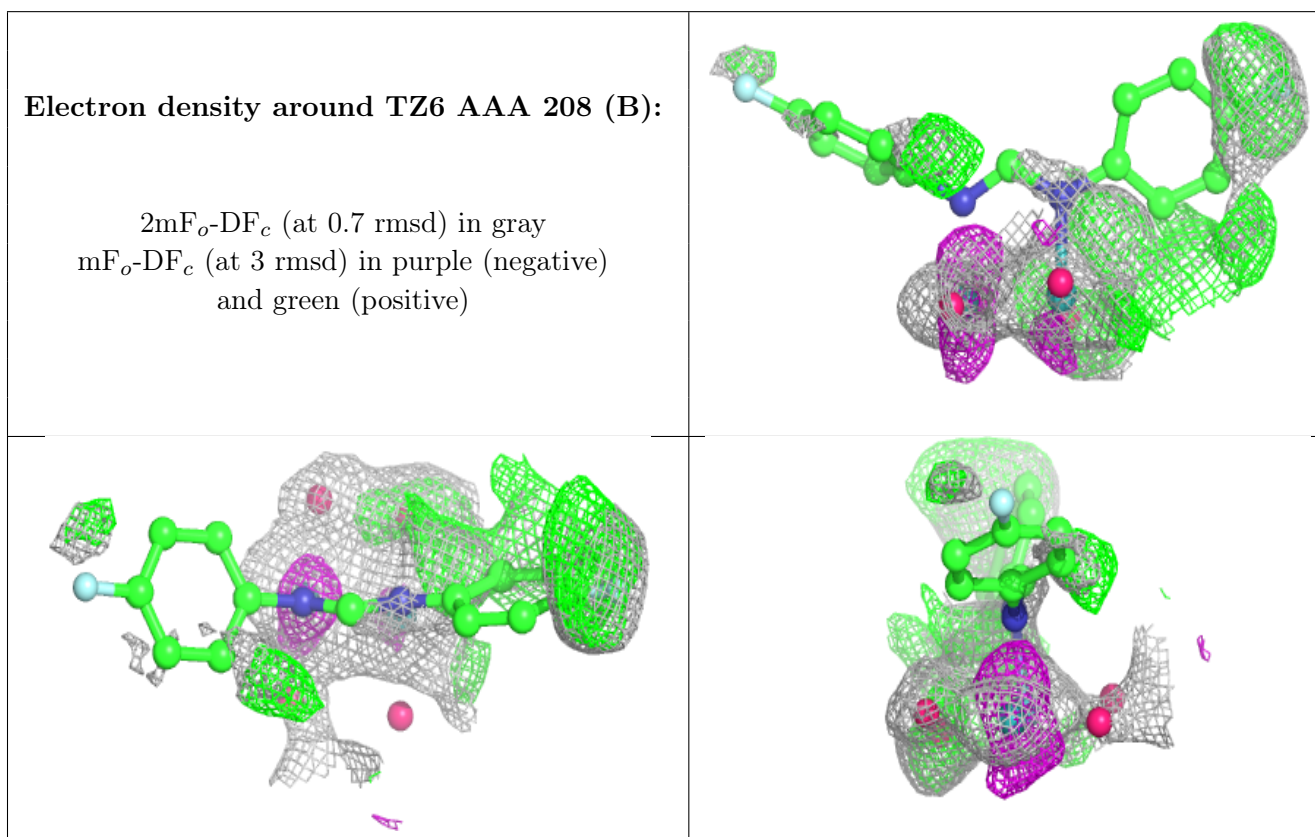 Electron density around TZ6 AAA 208 (B):
2mFₒ-DF𝒸 (at 0.7 rmsd) in gray
mFₒ-DF𝒸 (at 3 rmsd) in purple (negative)
and green (positive)